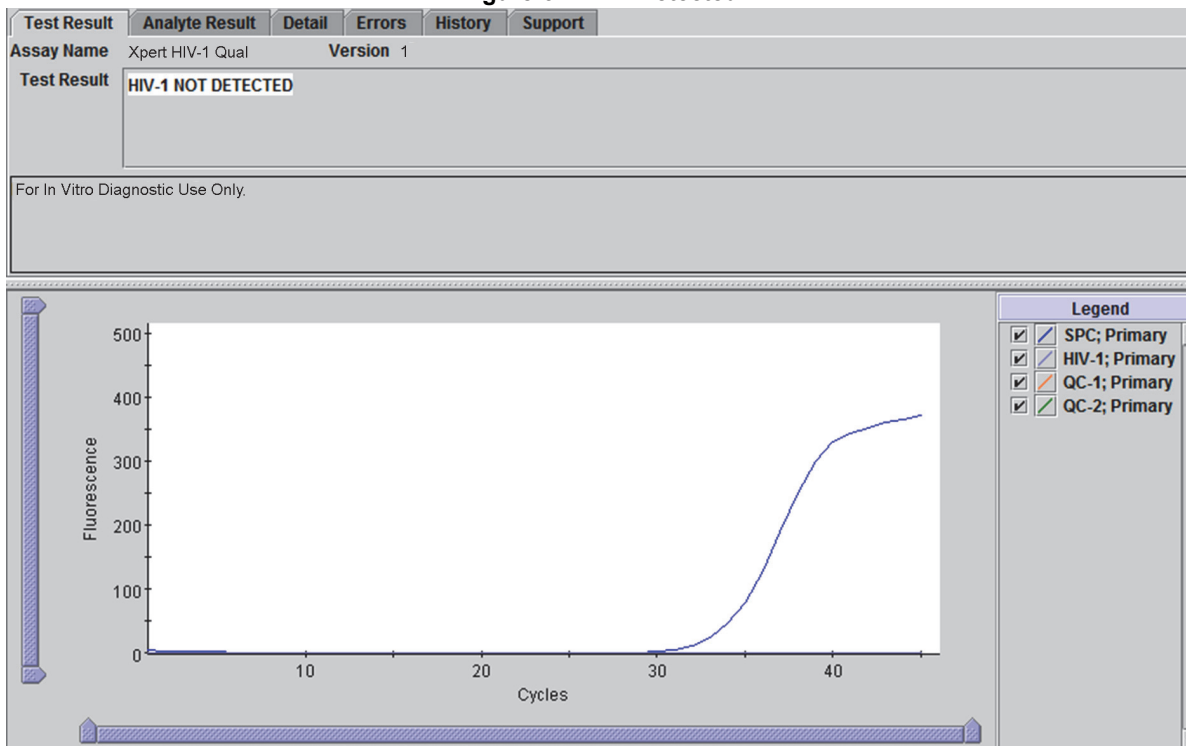 Test Result Analyte Result Detail Errors History Support
Assay Name Xpert HIV-1 Qual Version 1
Test Result HIV-1 NOT DETECTED
For In Vitro Diagnostic Use Only.
Legend
SPC; Primary
HIV-1; Primary
QC-1; Primary
QC-2; Primary
500
400
300
200
100
0
Fluorescence
10 20 30 40
Cycles